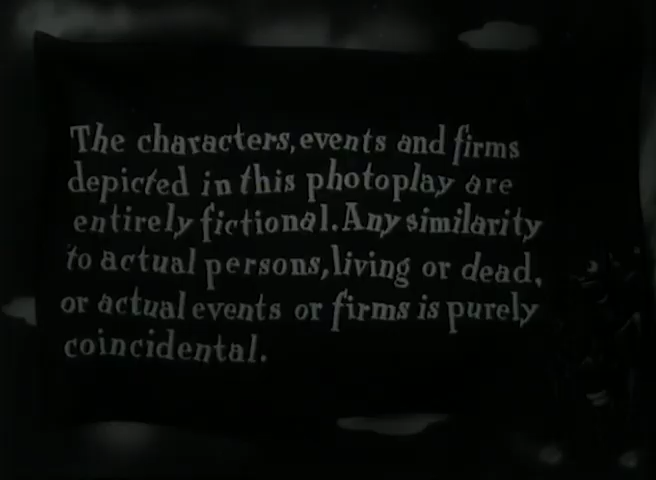 The characters, events and firms
depicted in this photoplay are
entirely fictional. Any similarity
to actual persons, living or dead,
or actual events or firms is purely
coincidental.